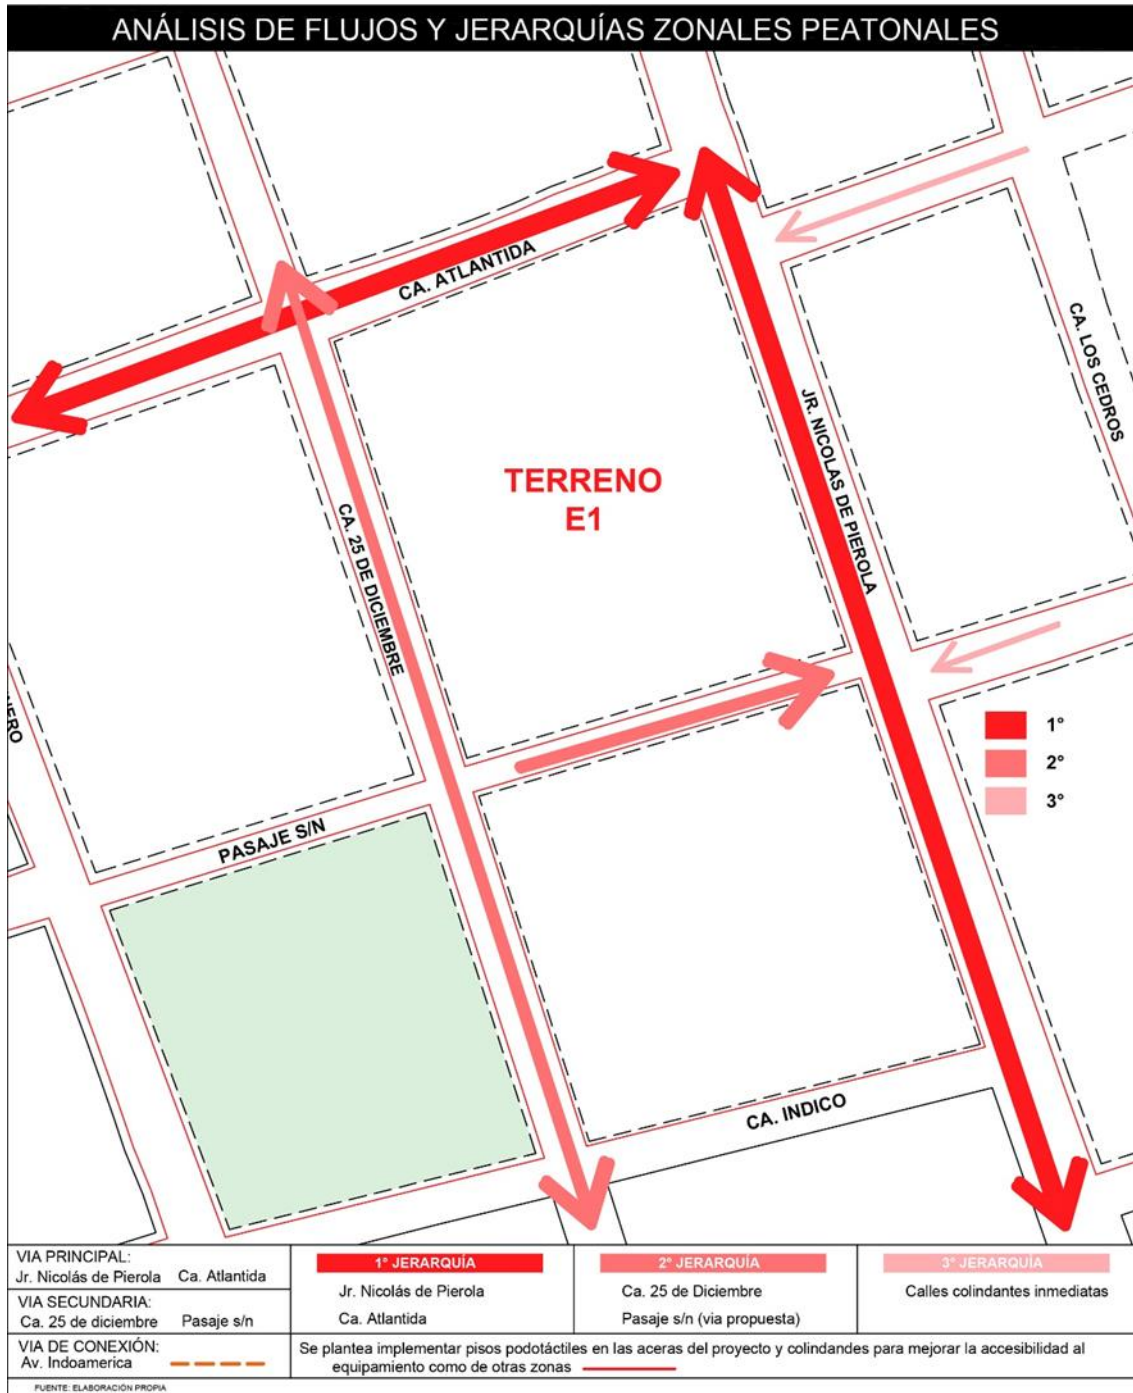 ANÁLISIS DE FLUJOS Y JERARQUÍAS ZONALES PEATONALES
CA. ATLANTIDA
CA. LOS CEDROS
JR. NICOLAS DE PIEROLA
TERRENO
E1
CA. 25 DE DICIEMBRE
1°
2°
3°
PASAJE S/N
CA. INDICO
VIA PRINCIPAL:
Jr. Nicolás de Pierola Ca. Atlantida
VIA SECUNDARIA:
Ca. 25 de diciembre Pasaje s/n
VIA DE CONEXIÓN:
Av. Indoamerica
1° JERARQUÍA
Jr. Nicolás de Pierola
Ca. Atlantida
2° JERARQUÍA
Ca. 25 de Diciembre
Pasaje s/n (via propuesta)
3° JERARQUÍA
Calles colindantes inmediatas
Se plantea implementar pisos podotáctiles en las aceras del proyecto y colindantes para mejorar la accesibilidad al
equipamiento como de otras zonas
FUENTE: ELABORACIÓN PROPIA